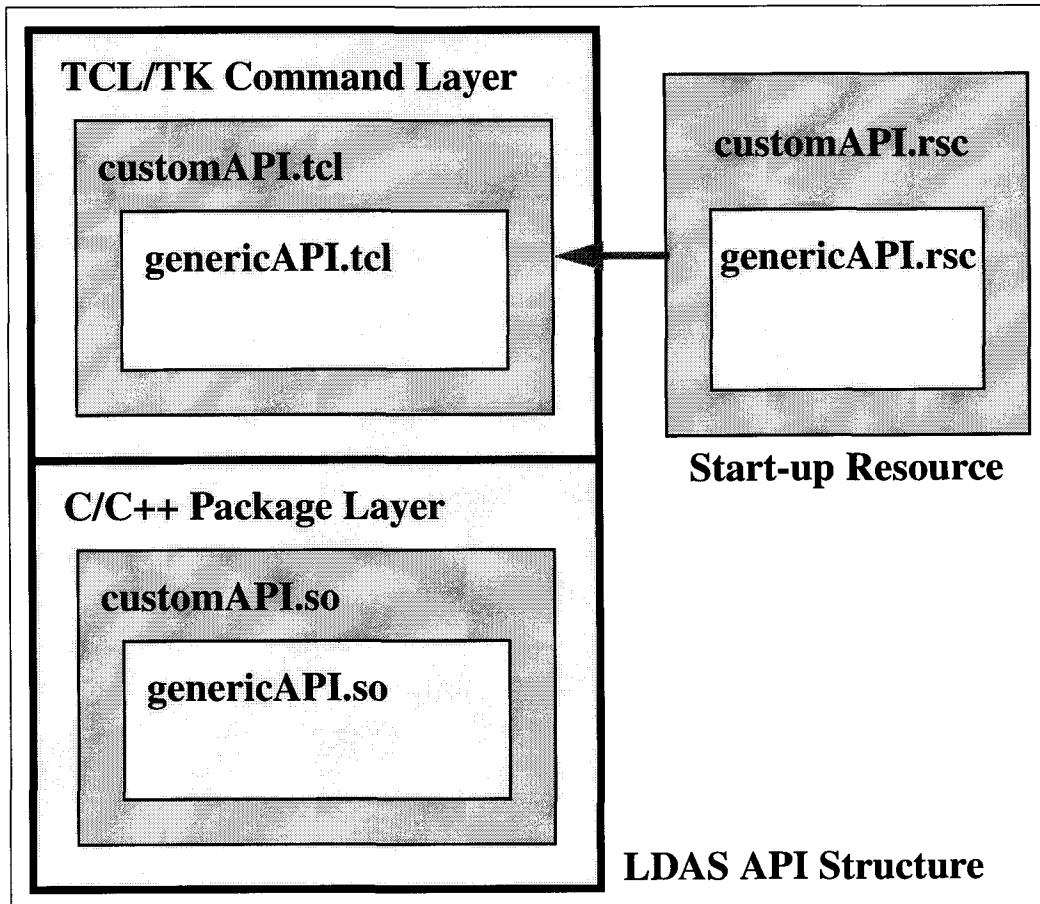 TCL/TK Command Layer
customAPI.tcl
genericAPI.tcl
customAPI.rsc
genericAPI.rsc
Start-up Resource
C/C++ Package Layer
customAPI.so
genericAPI.so
LDAS API Structure